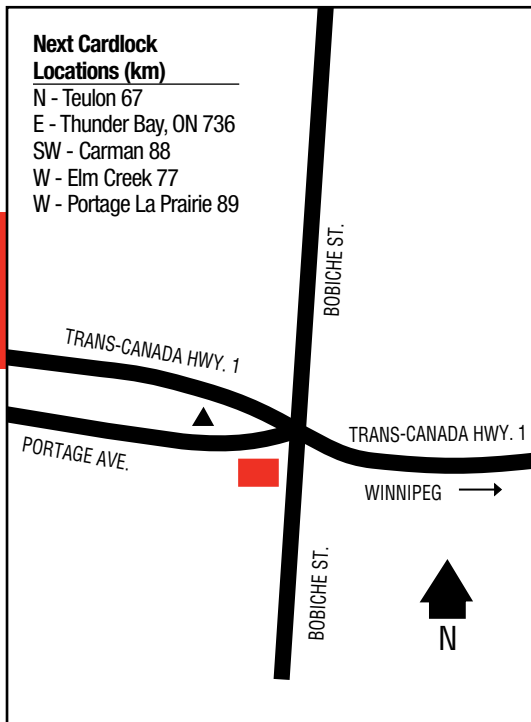 Next Cardlock
Locations (km)
N - Teulon 67
E - Thunder Bay, ON 736
SW - Carman 88
W - Elm Creek 77
W - Portage La Prairie 89
BOBICHE ST.
TRANS-CANADA HWY. 1
TRANS-CANADA HWY. 1
PORTAGE AVE.
WINNIPEG
BOBICHE ST.
N